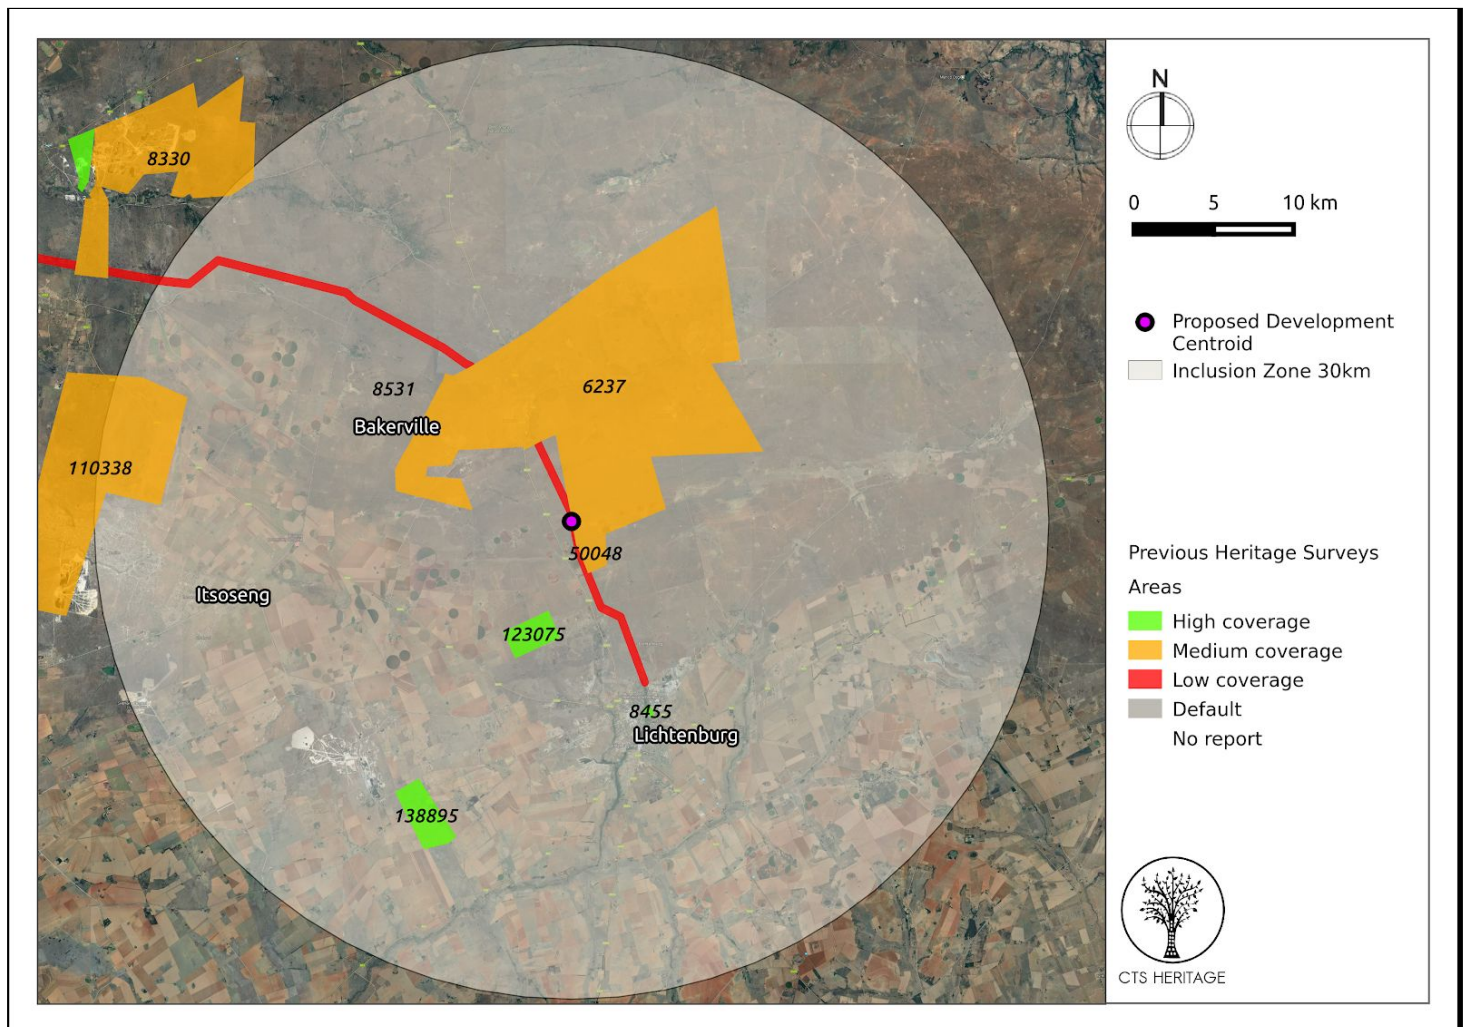 8330
8531
Bakerville
6237
110338
50048
Itsoseng
123075
8455
Lichtenburg
138895
N
0 5 10 km
Proposed Development
Centroid
Inclusion Zone 30km
Previous Heritage Surveys
Areas
High coverage
Medium coverage
Low coverage
Default
No report
CTS HERITAGE